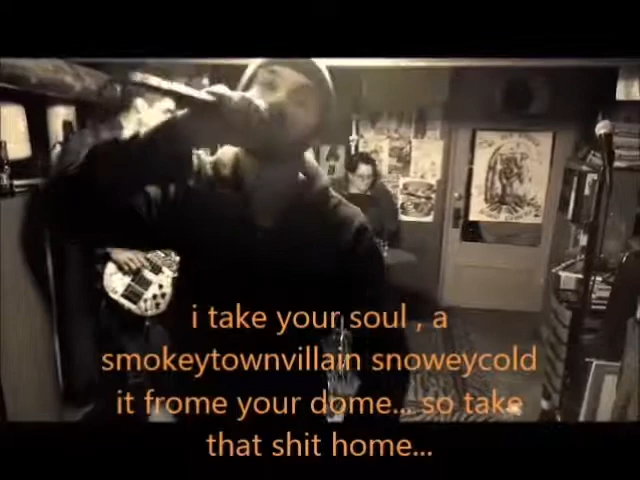 i take your soul , a
smokeytownvillain snoweycold
it frome your dome... so take
that shit home...